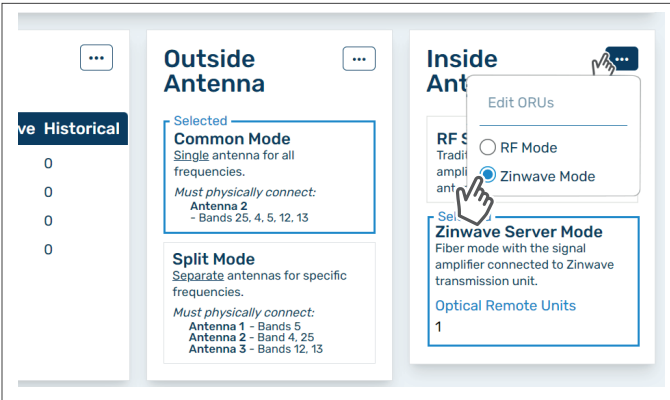 ...
ve Historical
0
0
0
0
Outside
Antenna
...
Selected
Common Mode
Single antenna for all
frequencies.
Must physically connect:
Antenna 2
- Bands 25, 4, 5, 12, 13
Split Mode
Separate antennas for specific
frequencies.
Must physically connect:
Antenna 1 - Bands 5
Antenna 2 - Band 4, 25
Antenna 3 - Bands 12, 13
Inside
Ant
...
Edit ORUs
RF Mode
Zinwave Mode
RF S
Tradit
ampli
ant
Zinwave Server Mode
Fiber mode with the signal
amplifier connected to Zinwave
transmission unit.
Optical Remote Units
1